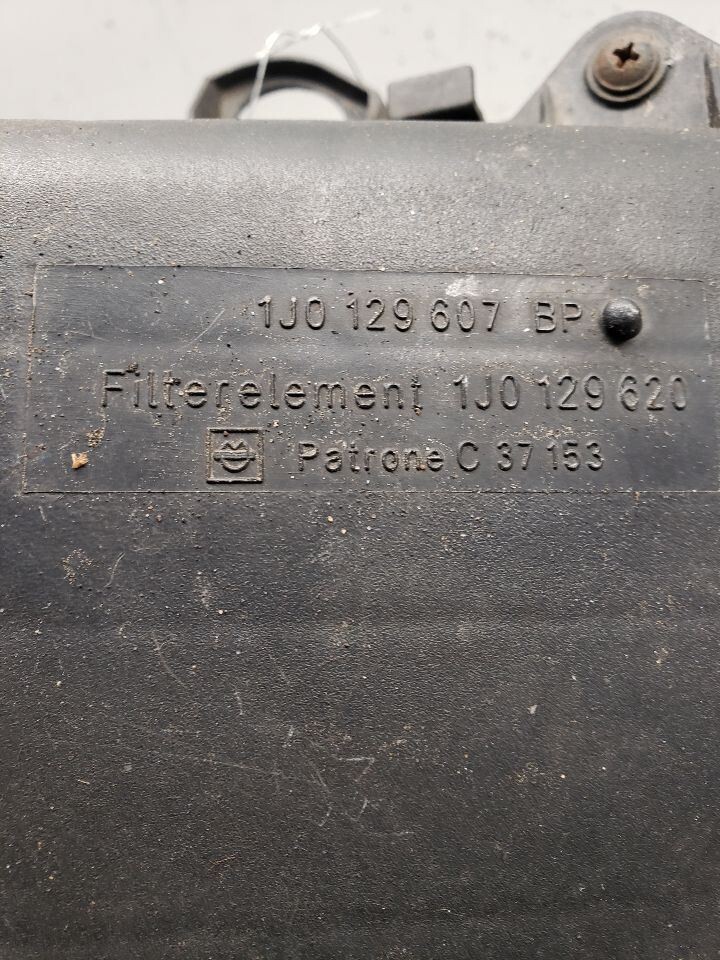 1J0 129 607 BP
Filterelement 1J0 129 620
Patrone C 37 153